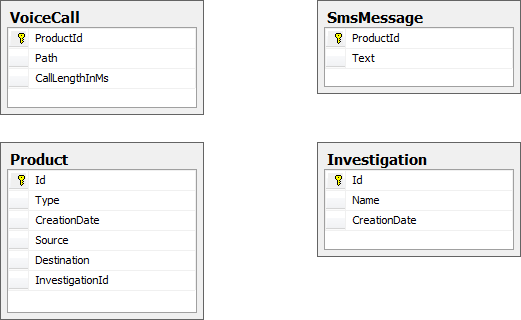 VoiceCall
ProductId
Path
CallLengthInMs
SmsMessage
ProductId
Text
Product
Id
Type
CreationDate
Source
Destination
InvestigationId
Investigation
Id
Name
CreationDate